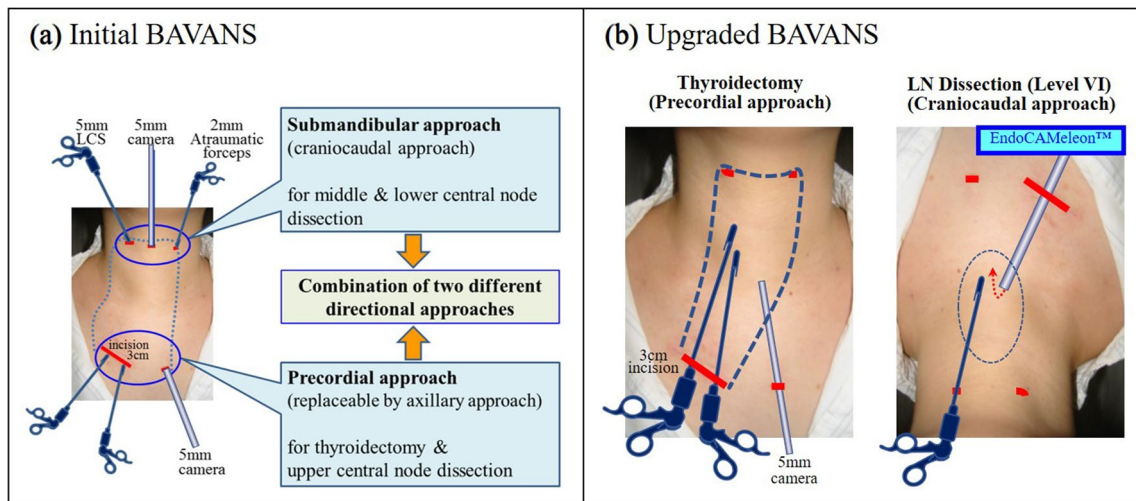 (a) Initial BAVANS
5mm
LCS
5mm
camera
2mm
Atraumatic
forceps
Submandibular approach
(craniocaudal approach)
for middle & lower central node
dissection
Combination of two different
directional approaches
incision
3cm
Precordial approach
(replaceable by axillary approach)
for thyroidectomy &
upper central node dissection
5mm
camera
(b) Upgraded BAVANS
Thyroidectomy
(Precordial approach)
3cm
incision
5mm
camera
LN Dissection (Level VI)
(Craniocaudal approach)
EndoCAMeleon™